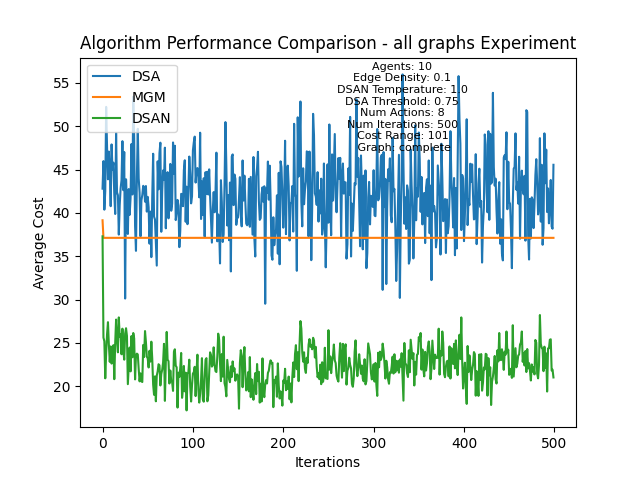 Algorithm Performance Comparison - all graphs Experiment
DSA
MGM
DSAN
Agents: 10
Edge Density: 0.1
DSAN Temperature: 1.0
DSA Threshold: 0.75
Num Actions: 8
Num Iterations: 500
Cost Range: 101
Graph: complete
Average Cost
55
50
45
40
35
30
25
20
0 100 200 300 400 500
Iterations